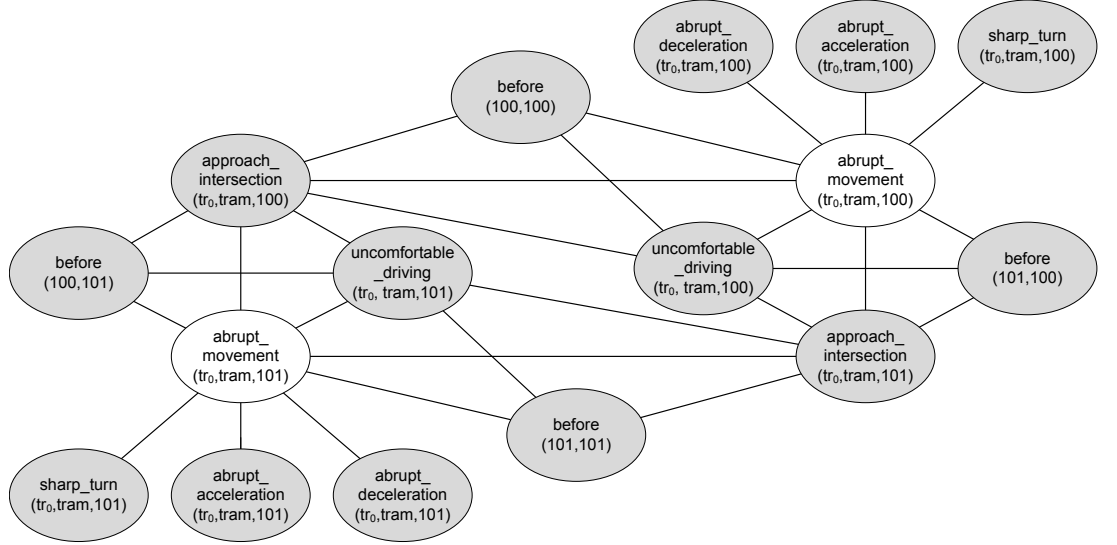 abrupt_
deceleration
(tr₀,tram,100)
abrupt_
acceleration
(tr₀,tram,100)
sharp_turn
(tr₀,tram,100)
before
(100,100)
approach_
intersection
(tr₀,tram,100)
abrupt_
movement
(tr₀,tram,100)
before
(100,101)
uncomfortable
_driving
(tr₀, tram,101)
uncomfortable
_driving
(tr₀, tram,100)
before
(101,100)
abrupt_
movement
(tr₀,tram,101)
approach_
intersection
(tr₀,tram,101)
before
(101,101)
sharp_turn
(tr₀,tram,101)
abrupt_
acceleration
(tr₀,tram,101)
abrupt_
deceleration
(tr₀,tram,101)